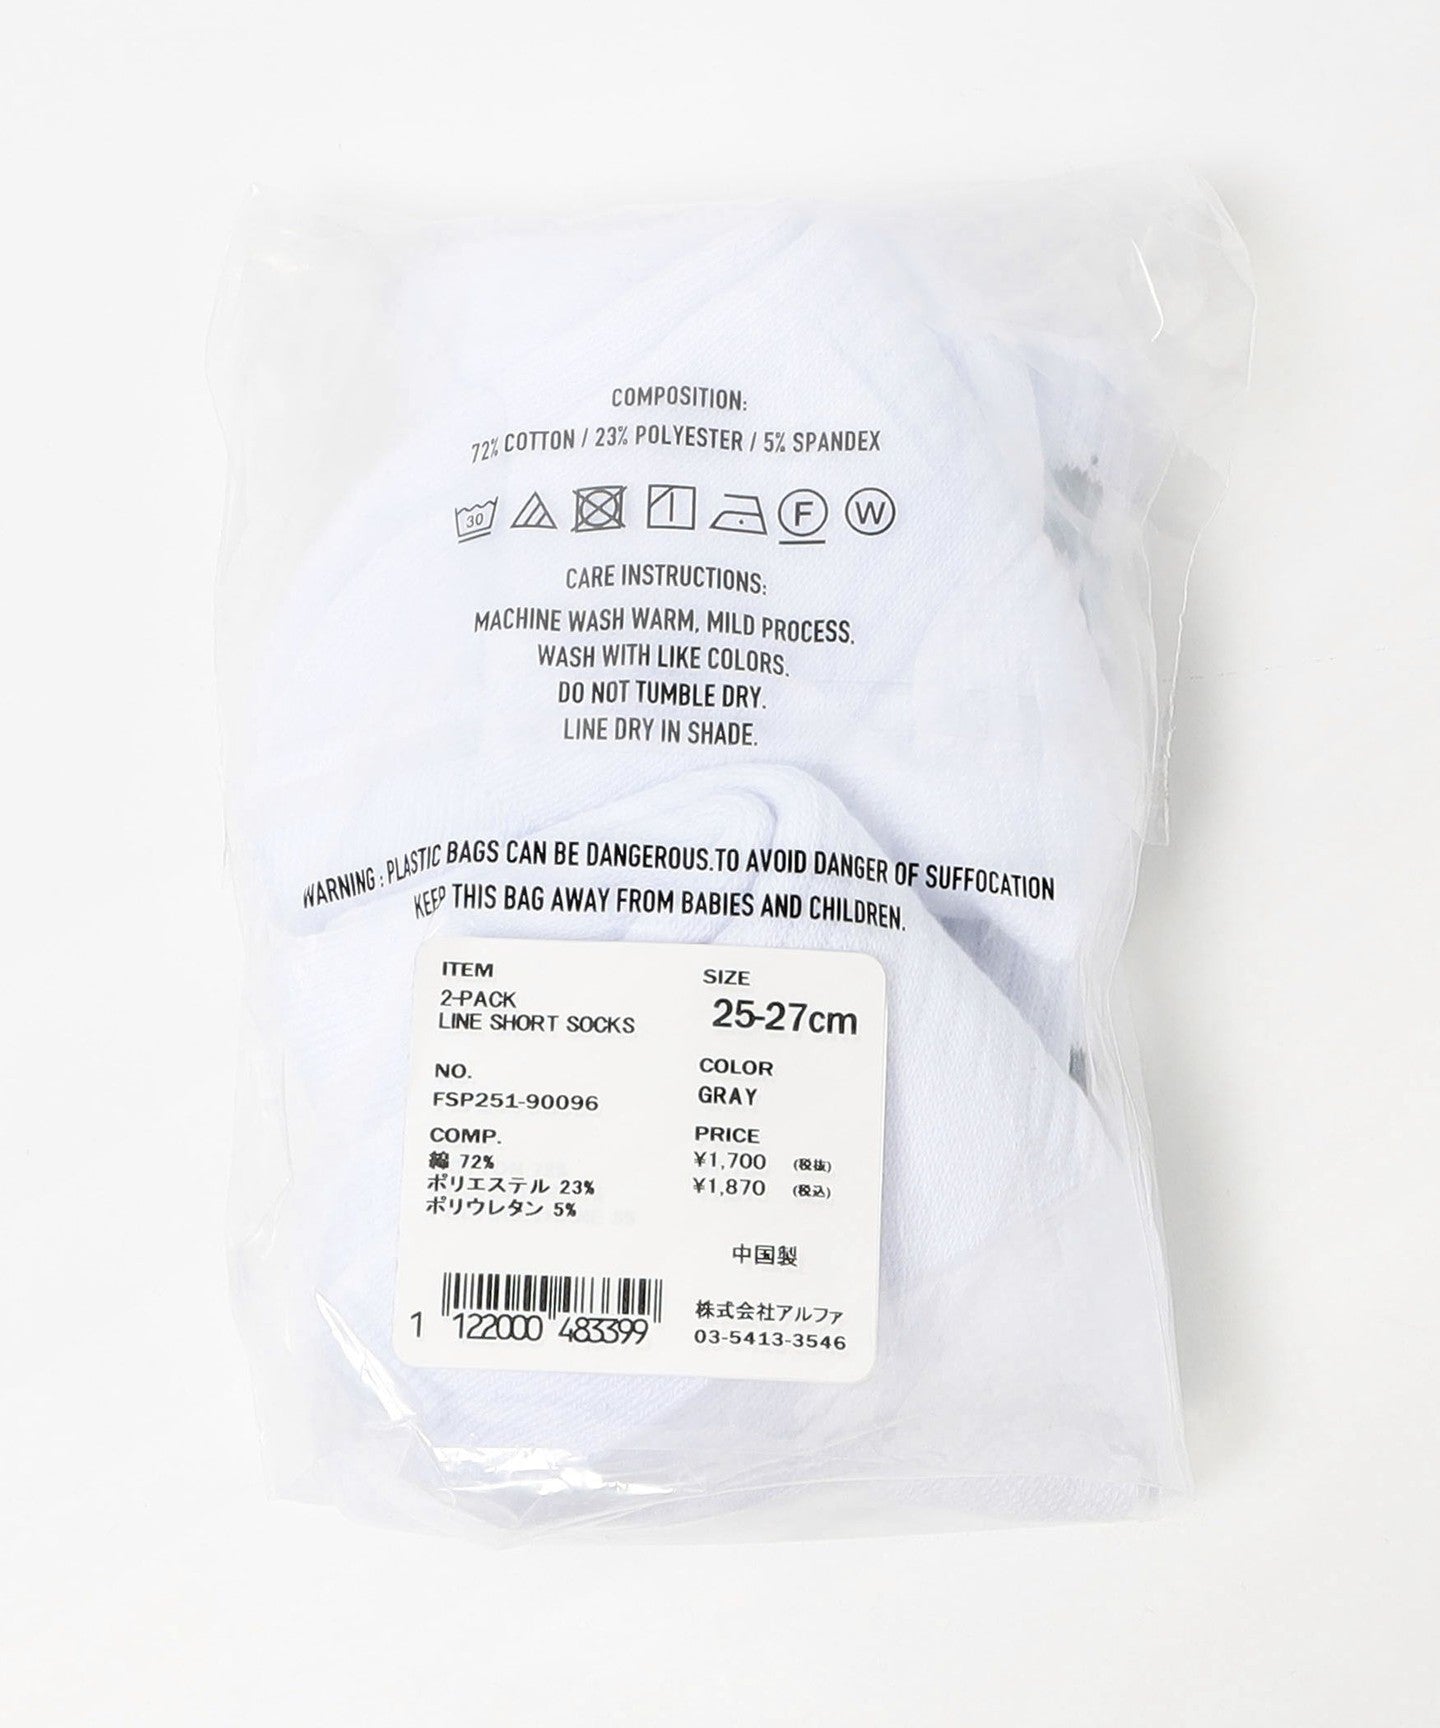 COMPOSITION:
72% COTTON / 23% POLYESTER / 5% SPANDEX
30
F
W
CARE INSTRUCTIONS:
MACHINE WASH WARM, MILD PROCESS.
WASH WITH LIKE COLORS.
DO NOT TUMBLE DRY.
LINE DRY IN SHADE.
WARNING : PLASTIC BAGS CAN BE DANGEROUS.TO AVOID DANGER OF SUFFOCATION
KEEP THIS BAG AWAY FROM BABIES AND CHILDREN.
ITEM
2-PACK
LINE SHORT SOCKS
SIZE
25-27cm
NO.
FSP251-90096
COLOR
GRAY
COMP.
綿 72%
ポリエステル 23%
ポリウレタン 5%
PRICE
¥1,700 (税抜)
¥1,870 (税込)
中国製
1 122000 483399
株式会社アルファ
03-5413-3546